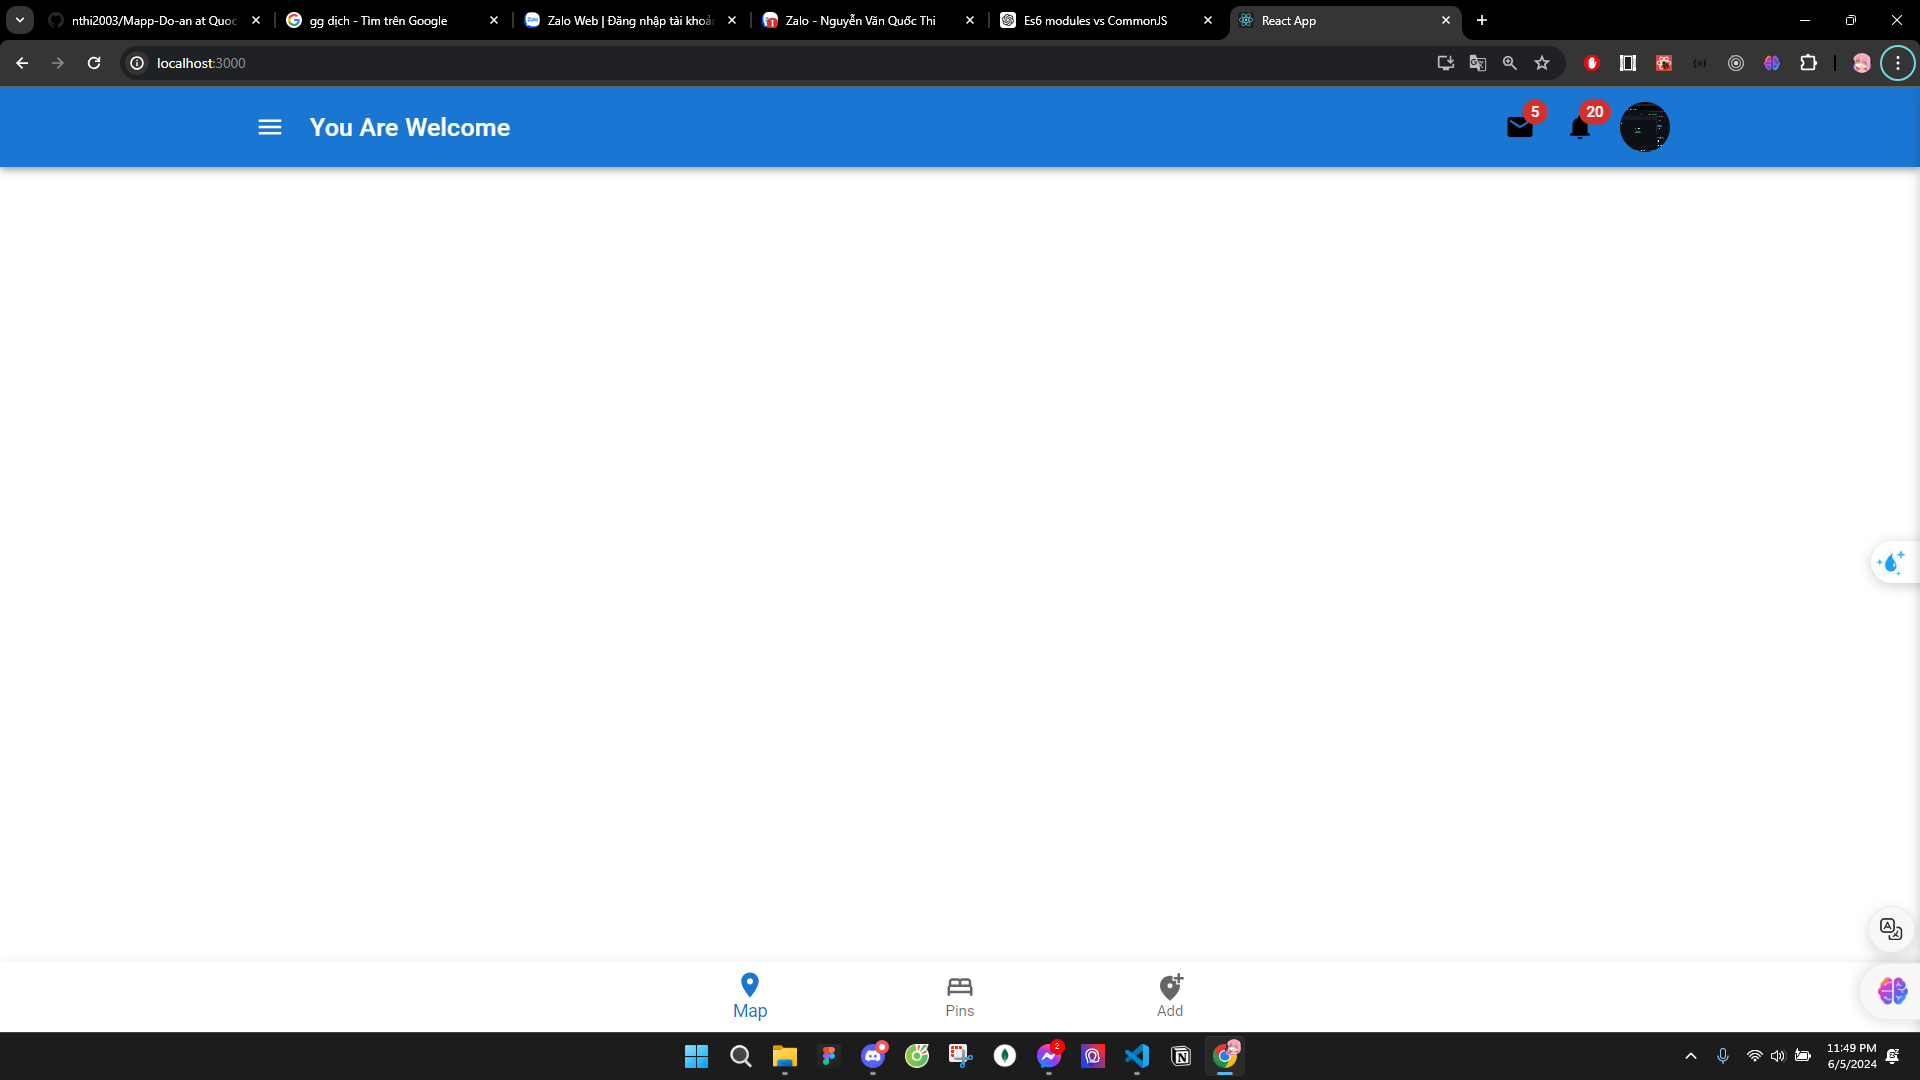 nthi2003/Mapp-Do-an at Quoc
gg dịch - Tìm trên Google
Zalo Web | Đăng nhập tài khoản
Zalo - Nguyễn Văn Quốc Thi
Es6 modules vs CommonJS
React App
localhost:3000
You Are Welcome
5
20
Map
Pins
Add
2
11:49 PM
6/5/2024